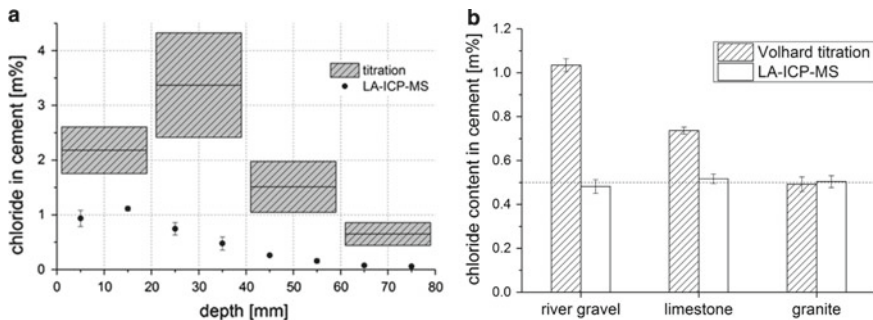 a
chloride in cement [m%]
4
3
2
1
0
titration
LA-ICP-MS
0 10 20 30 40 50 60 70 80
depth [mm]
b
chloride content in cement [m%]
1.2
1.0
0.8
0.6
0.4
0.2
0.0
Volhard titration
LA-ICP-MS
river gravel limestone granite